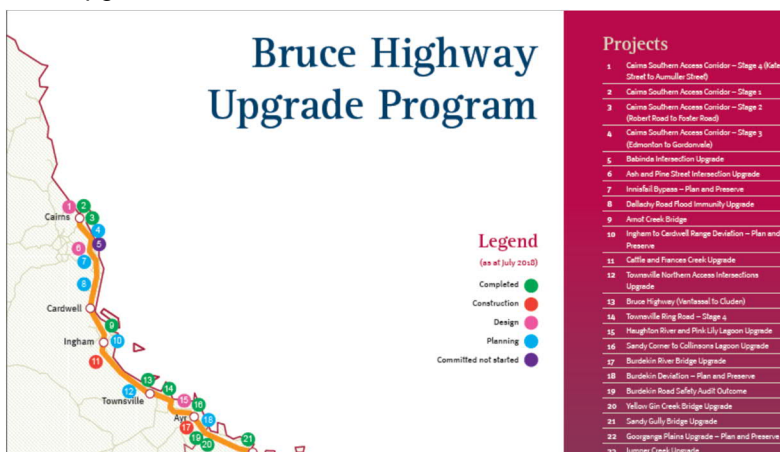 Bruce Highway
Upgrade Program
Legend
(as at July 2018)
Completed
Construction
Design
Planning
Committed not started
1
2
Cairns
3
4
5
6
7
8
Cardwell
9
Ingham
10
11
13
14
12
Townsville
15
16
Ayr
18
17
19
20
21
Projects
1 Cairns Southern Access Corridor – Stage 4 (Kate
Street to Aumuller Street)
2 Cairns Southern Access Corridor – Stage 1
3 Cairns Southern Access Corridor – Stage 2
(Robert Road to Foster Road)
4 Cairns Southern Access Corridor – Stage 3
(Edmonton to Gordonvale)
5 Babinda Intersection Upgrade
6 Ash and Pine Street Intersection Upgrade
7 Innisfail Bypass – Plan and Preserve
8 Dallachy Road Flood Immunity Upgrade
9 Arnot Creek Bridge
10 Ingham to Cardwell Range Deviation – Plan and
Preserve
11 Cattle and Frances Creek Upgrade
12 Townsville Northern Access Intersections
Upgrade
13 Bruce Highway (Vantassel to Cluden)
14 Townsville Ring Road – Stage 4
15 Haughton River and Pink Lily Lagoon Upgrade
16 Sandy Corner to Collinsons Lagoon Upgrade
17 Burdekin River Bridge Upgrade
18 Burdekin Deviation – Plan and Preserve
19 Burdekin Road Safety Audit Outcome
20 Yellow Gin Creek Bridge Upgrade
21 Sandy Gully Bridge Upgrade
22 Goorganga Plains Upgrade – Plan and Preserve
Jumper Creek Upgrade